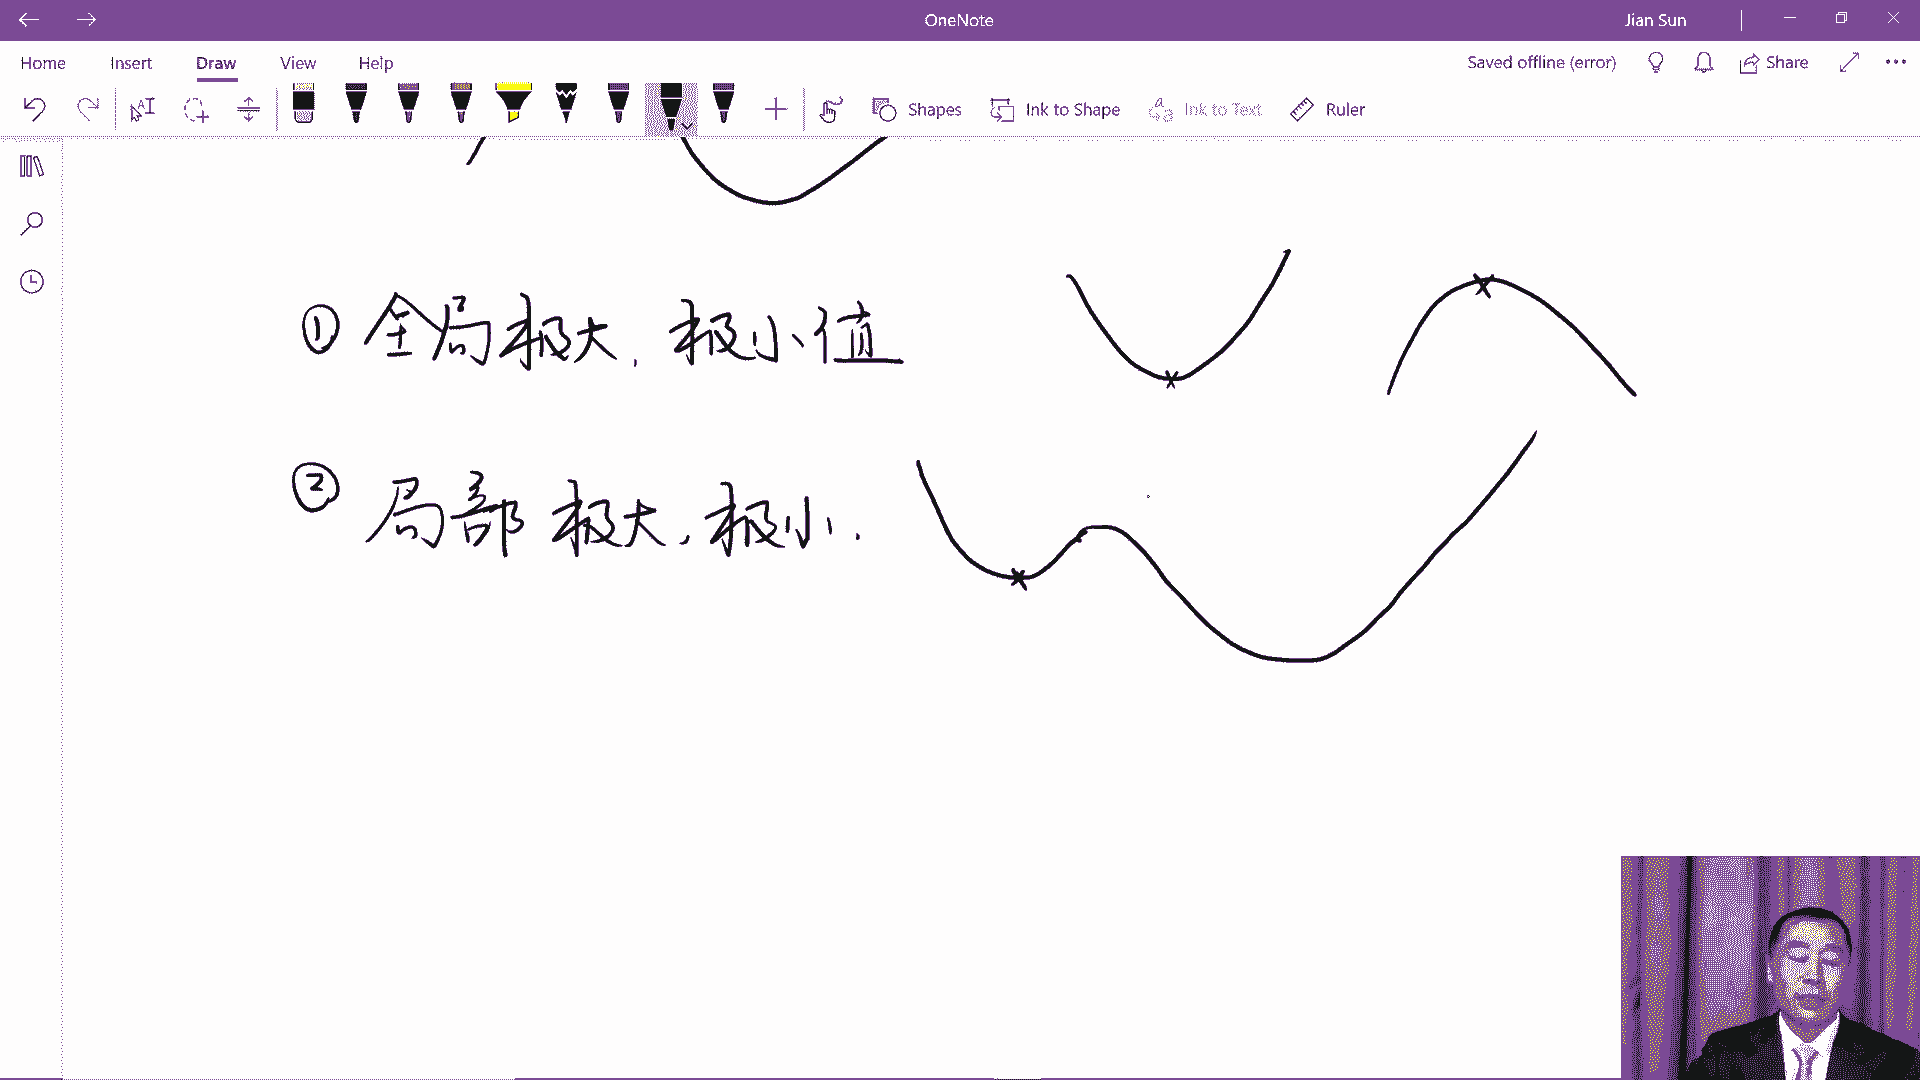 OneNote
Jian Sun
Home Insert Draw View Help
Saved offline (error)
Share
Shapes
Ink to Shape
Ink to Text
Ruler
① 全局极大, 极小值
② 局部极大, 极小.